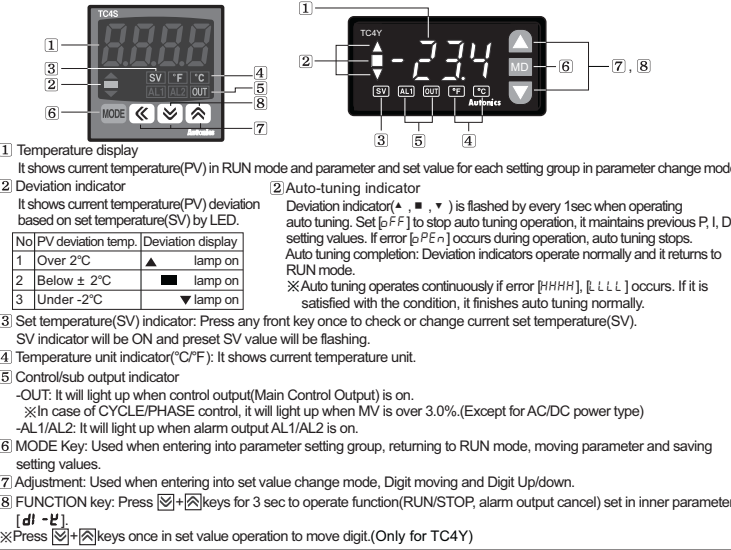 TC4S
8.8.8.8
SV °F °C
AL1 AL2 OUT
MODE
Autonics
1
3
2
6
4
5
8
7
TC4Y
-23.4
MD
SV AL1 OUT °F °C
Autonics
1
2
6
7, 8
3
5
4
1 Temperature display
It shows current temperature(PV) in RUN mode and parameter and set value for each setting group in parameter change mod
2 Deviation indicator
It shows current temperature(PV) deviation
based on set temperature(SV) by LED.
No PV deviation temp. Deviation display
1 Over 2°C ▲ lamp on
2 Below ± 2°C ■ lamp on
3 Under -2°C ▼ lamp on
2 Auto-tuning indicator
Deviation indicator(▲ , ■ , ▼ ) is flashed by every 1sec when operating
auto tuning. Set [oFF] to stop auto tuning operation, it maintains previous P, I, D
setting values. If error [oPEn] occurs during operation, auto tuning stops.
Auto tuning completion: Deviation indicators operate normally and it returns to
RUN mode.
※Auto tuning operates continuously if error [HHHH], [LLLL] occurs. If it is
satisfied with the condition, it finishes auto tuning normally.
3 Set temperature(SV) indicator: Press any front key once to check or change current set temperature(SV).
SV indicator will be ON and preset SV value will be flashing.
4 Temperature unit indicator(°C/°F): It shows current temperature unit.
5 Control/sub output indicator
-OUT: It will light up when control output(Main Control Output) is on.
※In case of CYCLE/PHASE control, it will light up when MV is over 3.0%.(Except for AC/DC power type)
-AL1/AL2: It will light up when alarm output AL1/AL2 is on.
6 MODE Key: Used when entering into parameter setting group, returning to RUN mode, moving parameter and saving
setting values.
7 Adjustment: Used when entering into set value change mode, Digit moving and Digit Up/down.
8 FUNCTION key: Press + keys for 3 sec to operate function(RUN/STOP, alarm output cancel) set in inner parameter
[dI-K].
※Press + keys once in set value operation to move digit.(Only for TC4Y)